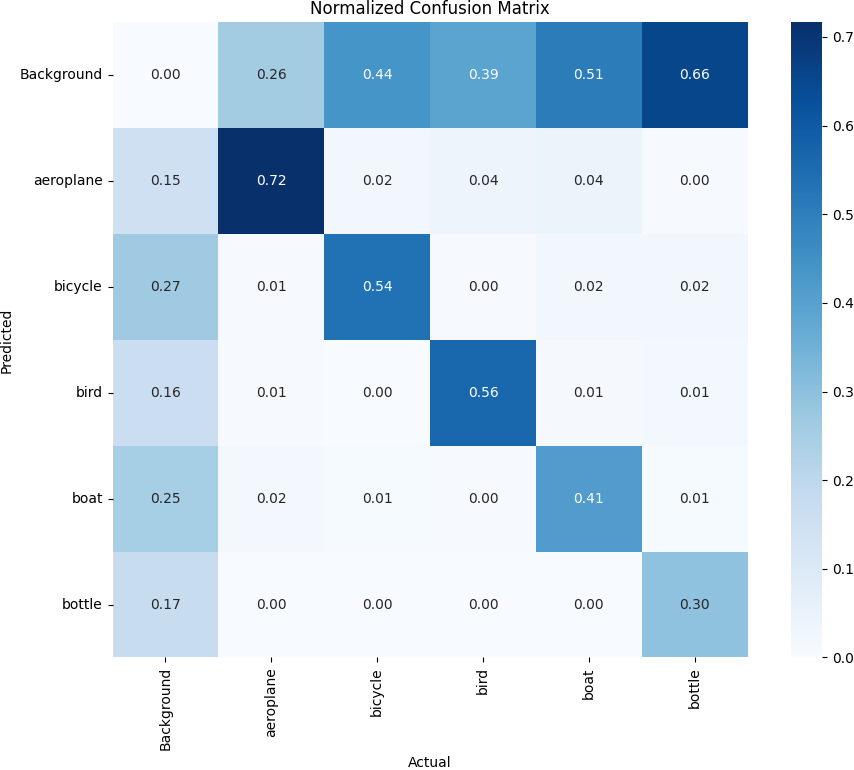 Normalized Confusion Matrix
Background 0.00 0.26 0.44 0.39 0.51 0.66
aeroplane 0.15 0.72 0.02 0.04 0.04 0.00
bicycle 0.27 0.01 0.54 0.00 0.02 0.02
bird 0.16 0.01 0.00 0.56 0.01 0.01
boat 0.25 0.02 0.01 0.00 0.41 0.01
bottle 0.17 0.00 0.00 0.00 0.00 0.30
Predicted
Background aeroplane bicycle bird boat bottle
Actual
0.7
0.6
0.5
0.4
0.3
0.2
0.1
0.0